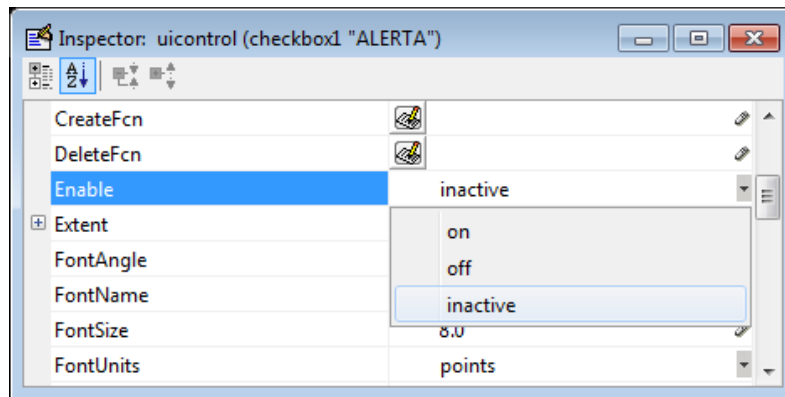 Inspector: uicontrol (checkbox1 "ALERTA")
CreateFcn
DeleteFcn
Enable inactive
Extent on
off
FontAngle
FontName inactive
FontSize 8.0
FontUnits points